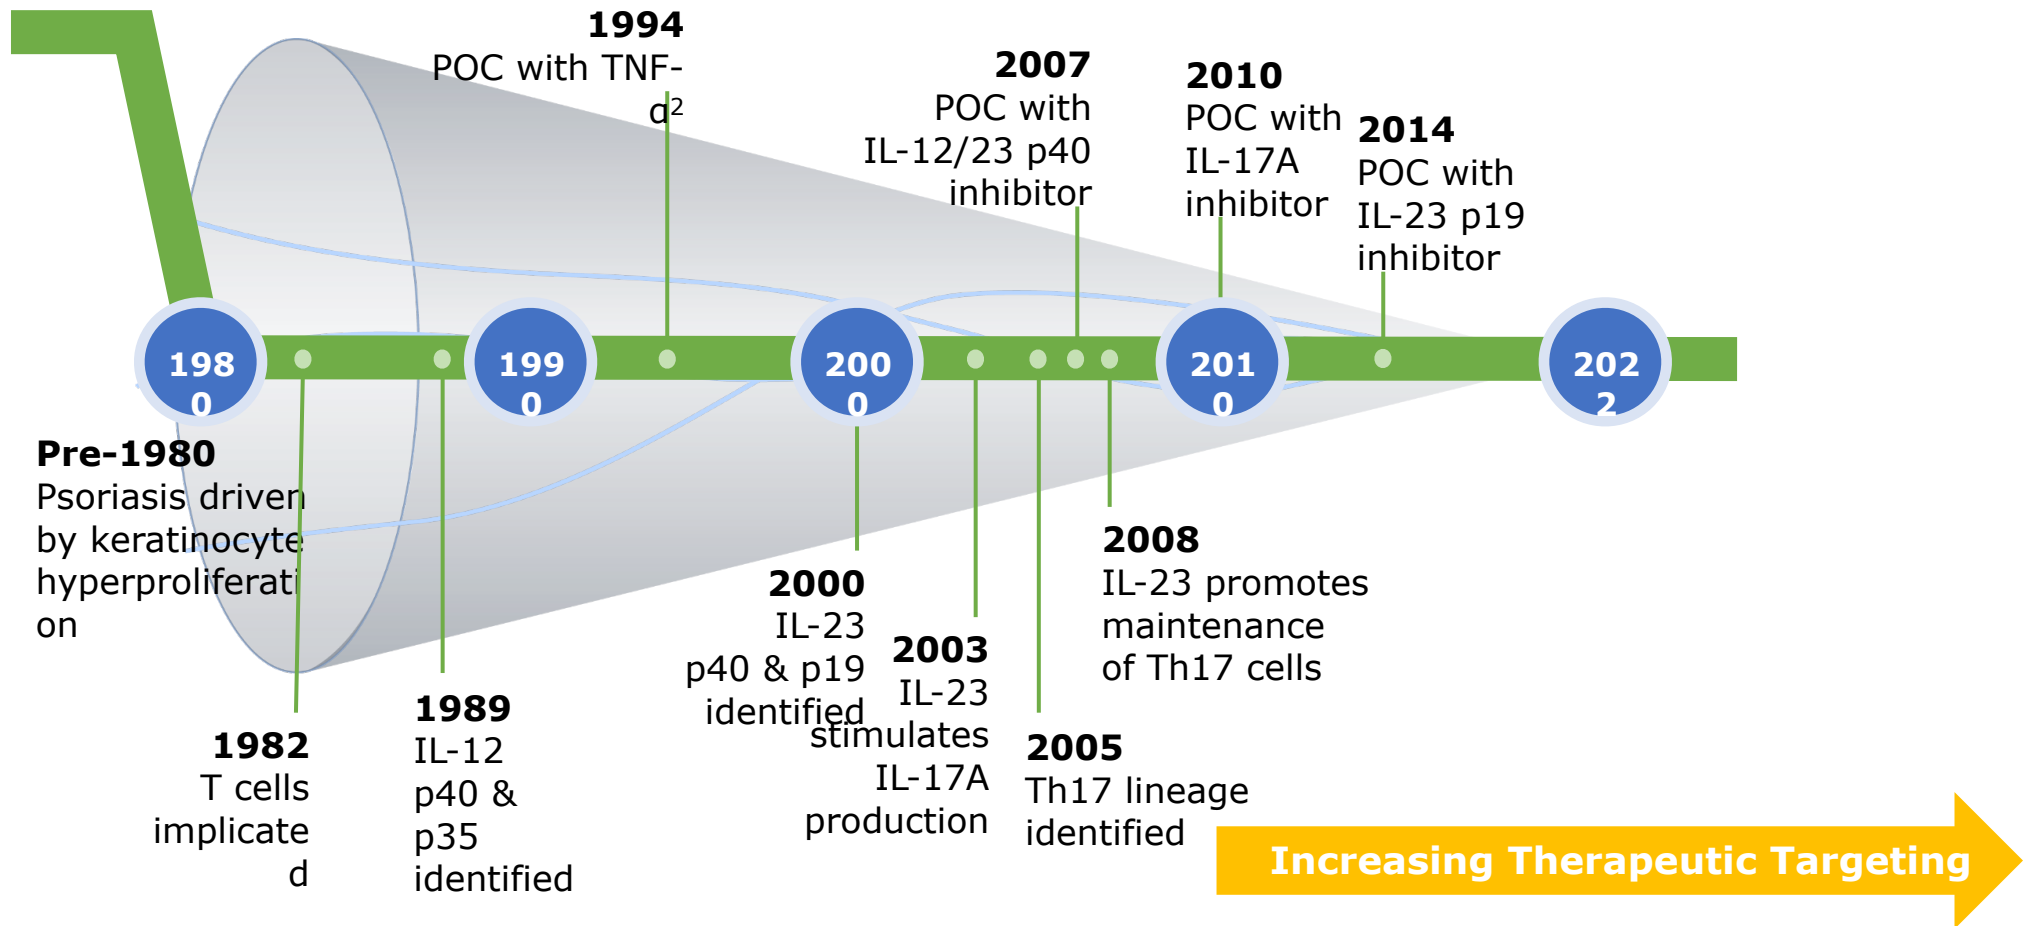 1994
POC with TNF-
α²
2007
POC with
IL-12/23 p40
inhibitor
2010
POC with
IL-17A
inhibitor
2014
POC with
IL-23 p19
inhibitor
198
0
199
0
200
0
201
0
202
2
Pre-1980
Psoriasis driven
by keratinocyte
hyperproliferati
on
1982
T cells
implicate
d
1989
IL-12
p40 &
p35
identified
2000
IL-23
p40 & p19
identified
2003
IL-23
stimulates
IL-17A
production
2005
Th17 lineage
identified
2008
IL-23 promotes
maintenance
of Th17 cells
Increasing Therapeutic Targeting